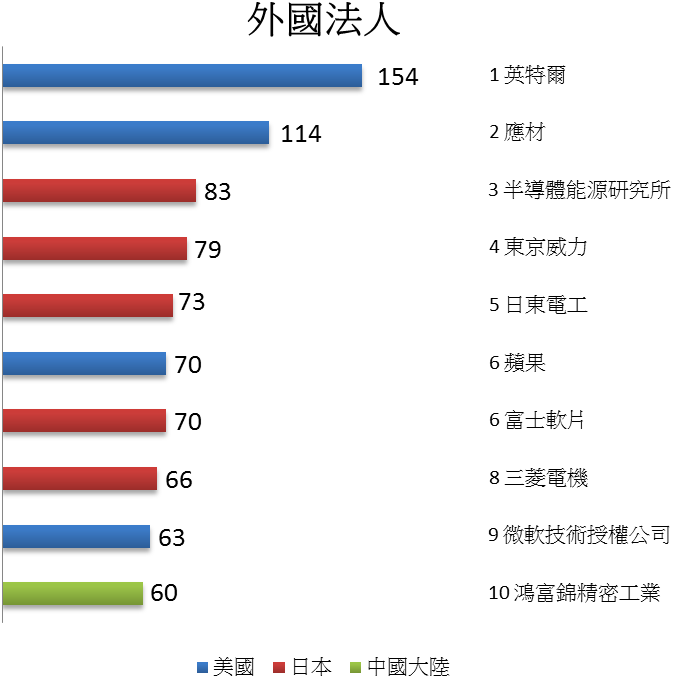 外國法人
154 1 英特爾
114 2 應材
83 3 半導體能源研究所
79 4 東京威力
73 5 日東電工
70 6 蘋果
70 6 富士軟片
66 8 三菱電機
63 9 微軟技術授權公司
60 10 鴻富錦精密工業
美國 日本 中國大陸